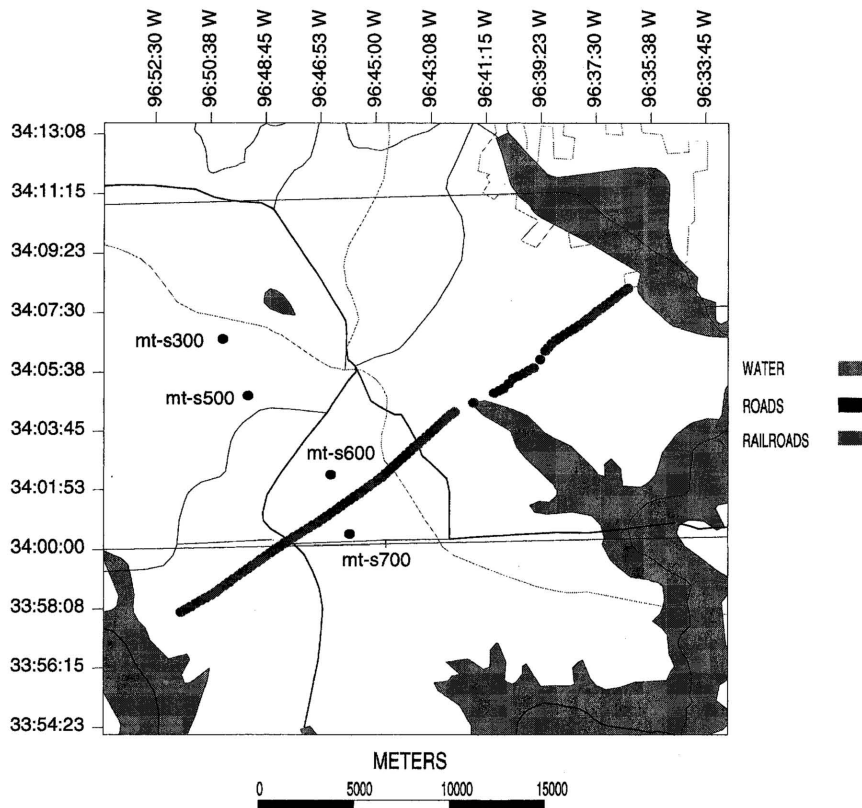 96:52:30 W
96:50:38 W
96:48:45 W
96:46:53 W
96:45:00 W
96:43:08 W
96:41:15 W
96:39:23 W
96:37:30 W
96:35:38 W
96:33:45 W
34:13:08
34:11:15
34:09:23
34:07:30
34:05:38
34:03:45
34:01:53
34:00:00
33:58:08
33:56:15
33:54:23
mt-s300
mt-s500
mt-s600
mt-s700
WATER
ROADS
RAILROADS
METERS
0 5000 10000 15000